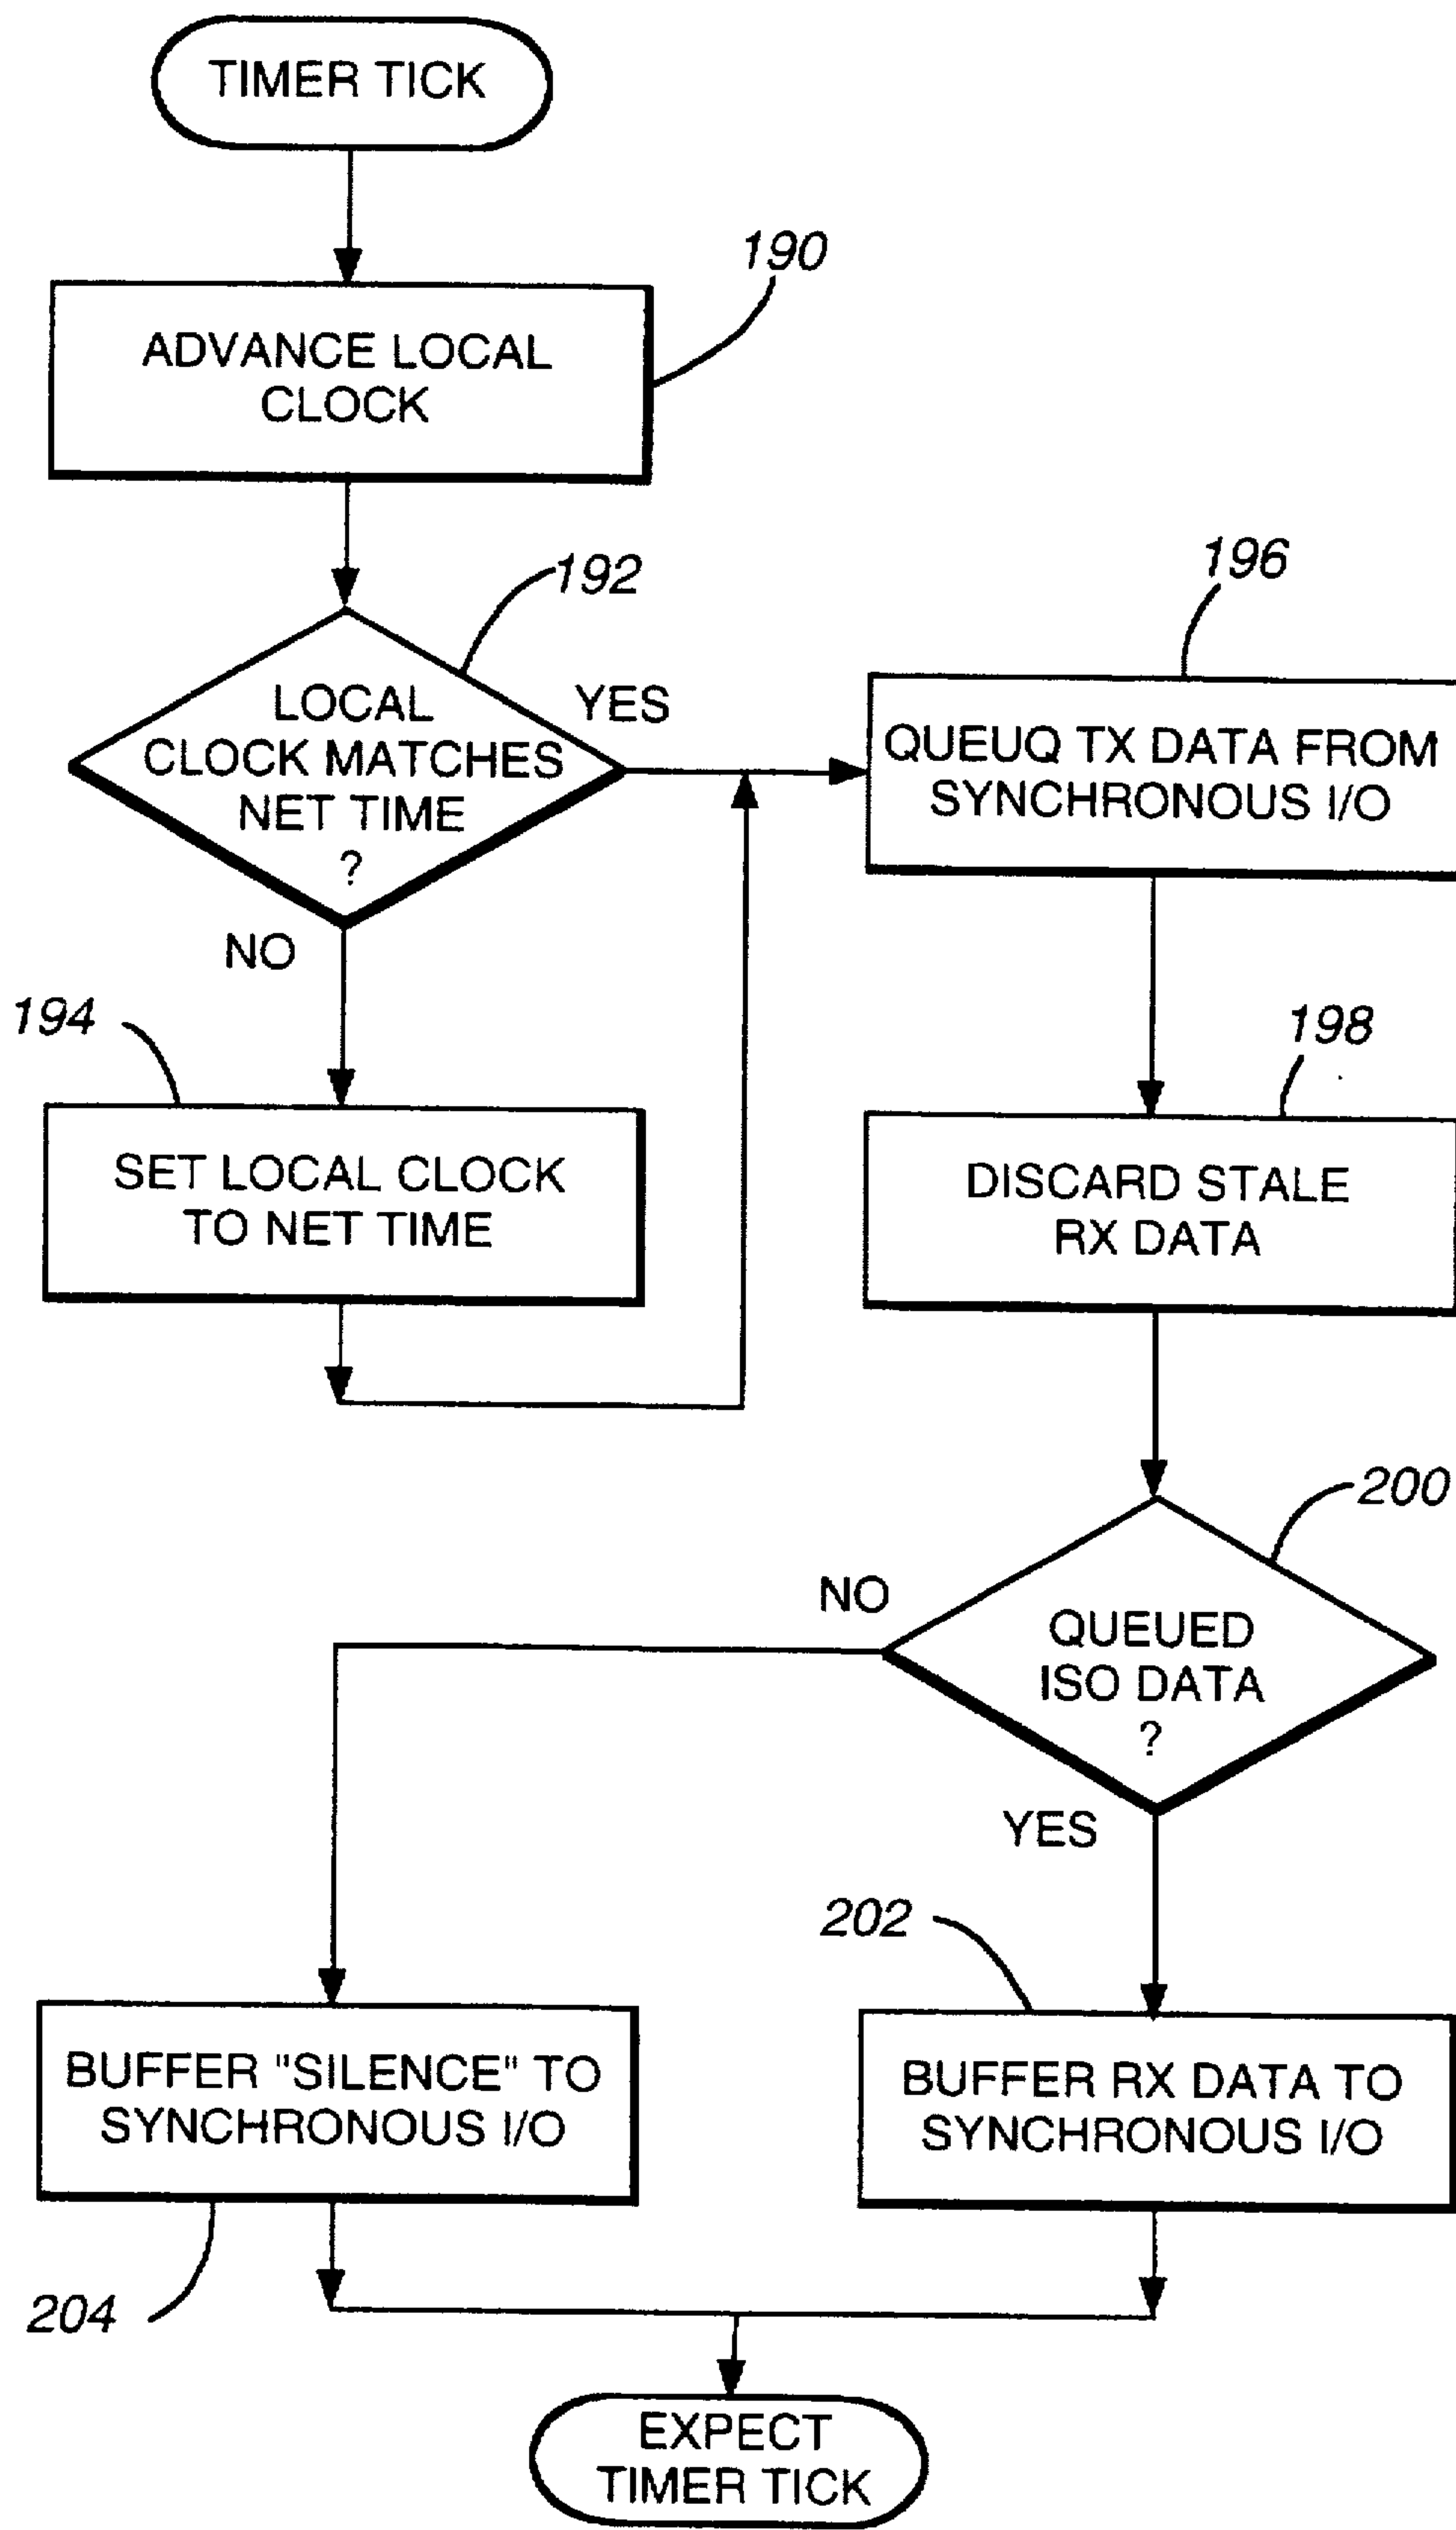 TIMER TICK
190
ADVANCE LOCAL
CLOCK
192
LOCAL
CLOCK MATCHES
NET TIME
?
YES
NO
196
QUEUQ TX DATA FROM
SYNCHRONOUS I/O
194
SET LOCAL CLOCK
TO NET TIME
198
DISCARD STALE
RX DATA
200
QUEUED
ISO DATA
?
NO
YES
202
BUFFER "SILENCE" TO
SYNCHRONOUS I/O
204
BUFFER RX DATA TO
SYNCHRONOUS I/O
EXPECT
TIMER TICK